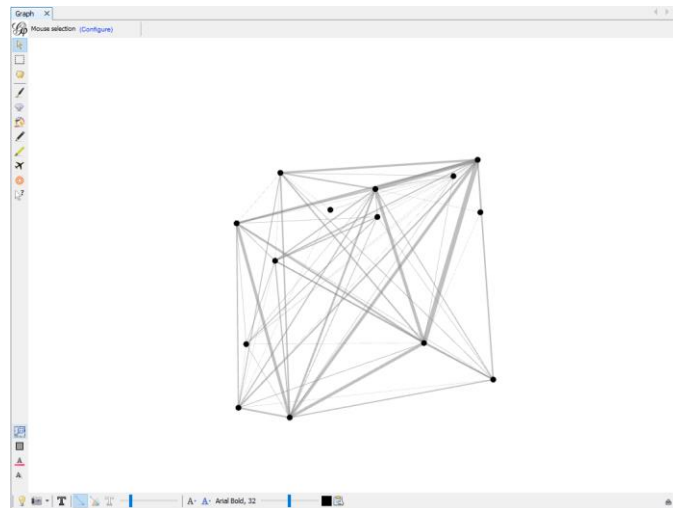 Graph
Mouse selection (Configure)
T
T
A-
A-
Arial Bold, 32
A
A